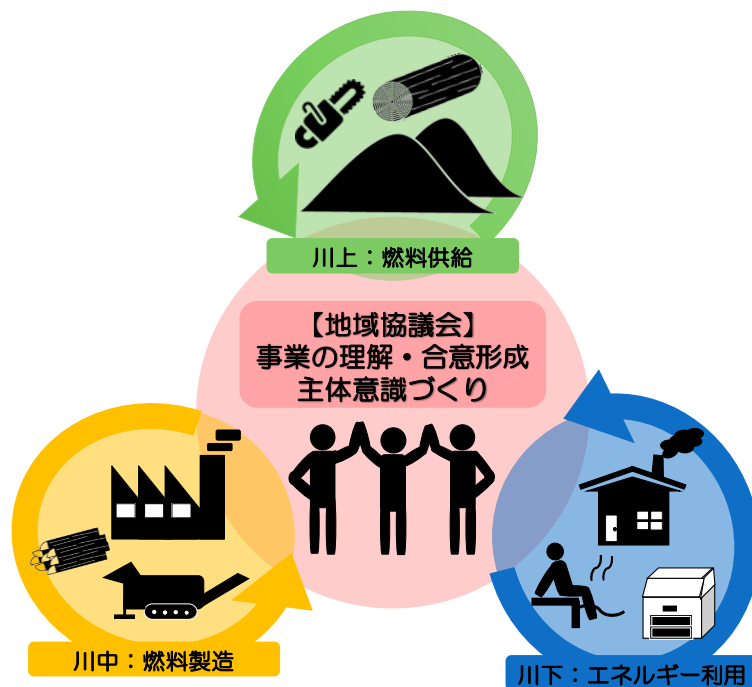 川上：燃料供給
【地域協議会】
事業の理解・合意形成
主体意識づくり
川中：燃料製造
川下：エネルギー利用